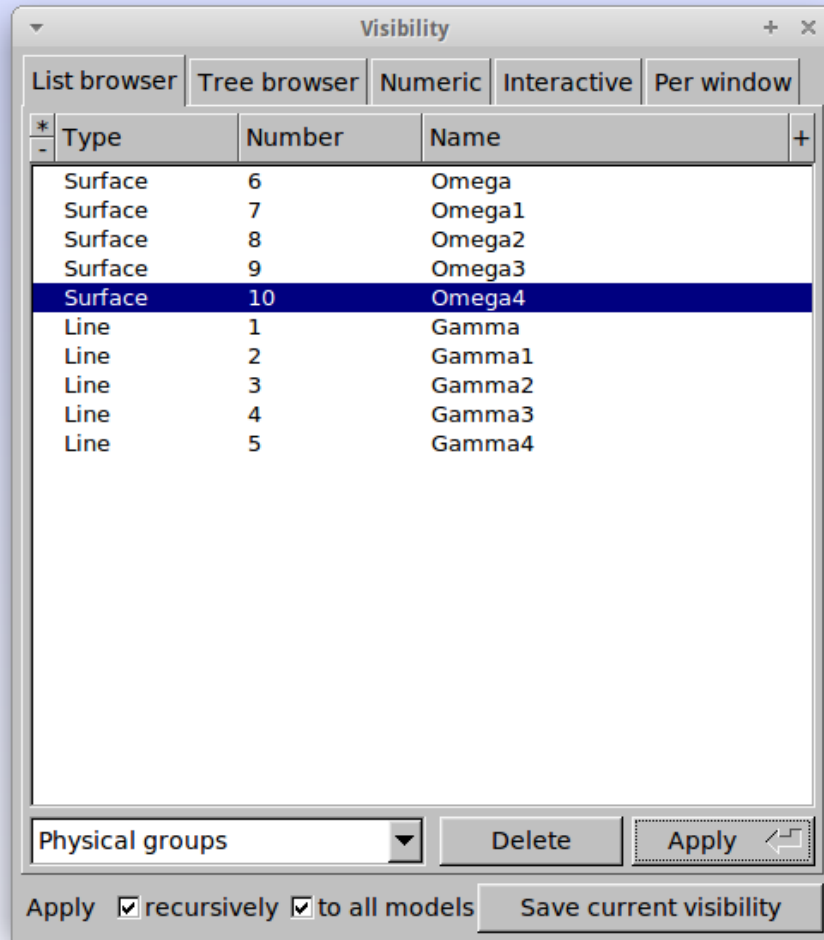 Visibility + ×
List browser Tree browser Numeric Interactive Per window
* - Type Number Name +
Surface 6 Omega
Surface 7 Omega1
Surface 8 Omega2
Surface 9 Omega3
Surface 10 Omega4
Line 1 Gamma
Line 2 Gamma1
Line 3 Gamma2
Line 4 Gamma3
Line 5 Gamma4
Physical groups Delete Apply
Apply recursively to all models Save current visibility